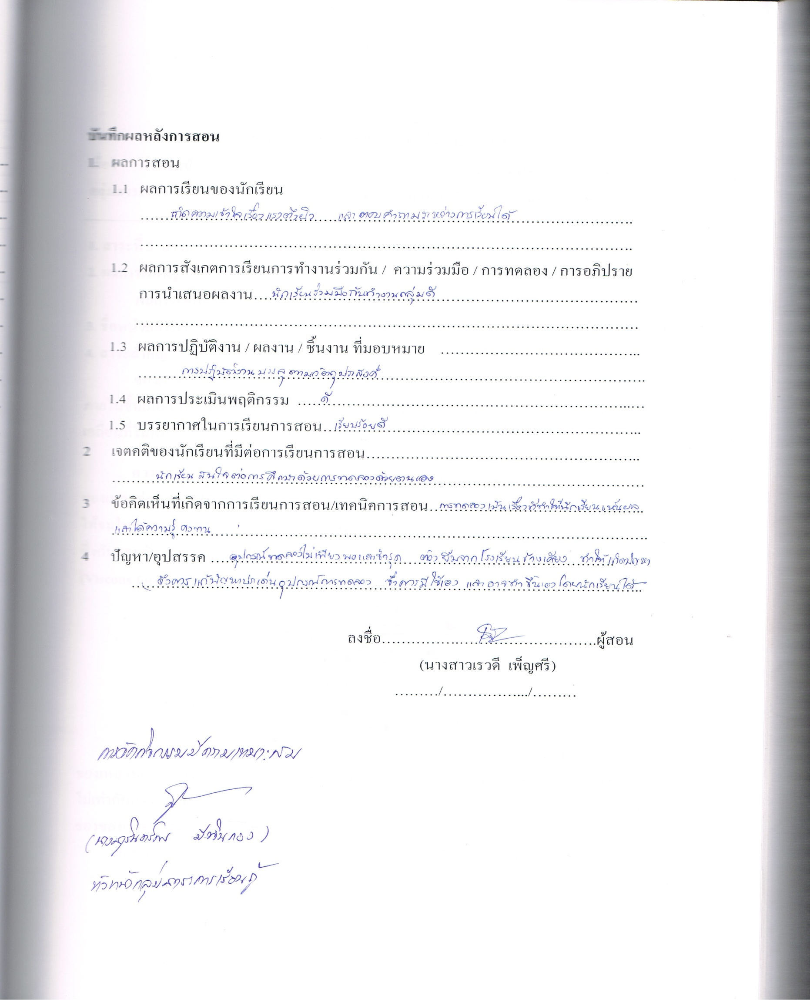 บันทึกผลหลังการสอน
1. ผลการสอน
1.1 ผลการเรียนของนักเรียน
เกิดความเข้าใจเรื่องแรงตึงผิว และ ตอบคำถามระหว่างการเรียนได้
1.2 ผลการสังเกตการเรียนการทำงานร่วมกัน / ความร่วมมือ / การทดลอง / การอภิปราย
การนำเสนอผลงาน....นักเรียนร่วมมือกันทำงานกลุ่มดี
1.3 ผลการปฏิบัติงาน / ผลงาน / ชิ้นงาน ที่มอบหมาย
การปฏิบัติงาน บรรลุ ตามวัตถุประสงค์
1.4 ผลการประเมินพฤติกรรม .....ดี
1.5 บรรยากาศในการเรียนการสอน...เรียบร้อยดี
2 เจตคติของนักเรียนที่มีต่อการเรียนการสอน
นักเรียน สนใจ ต่อการศึกษาด้วยการทดลองด้วยตนเอง
3 ข้อคิดเห็นที่เกิดจากการเรียนการสอน/เทคนิคการสอน...การทดลอง เป็น เรื่องที่ทำให้นักเรียน เห็นผล
และได้ความรู้ คงทน
4 ปัญหา/อุปสรรค ....อุปกรณ์ทดลองไม่เพียงพอและชำรุด ต้องยืมจากโรงเรียนข้างเคียง ทำให้เกิดปัญหา
จึงควร แก้ปัญหาประเด่นอุปกรณ์การทดลอง ซึ่งควรมีใช้เอง และอาจทำขึ้นเองโดยนักเรียนได้
ลงชื่อ....................ผู้สอน
(นางสาวเรวดี เพ็ญศรี)
........./................../.........
การจัดกิจกรรมมีความเหมาะสม
หัวหน้ากลุ่มสาระการเรียนรู้